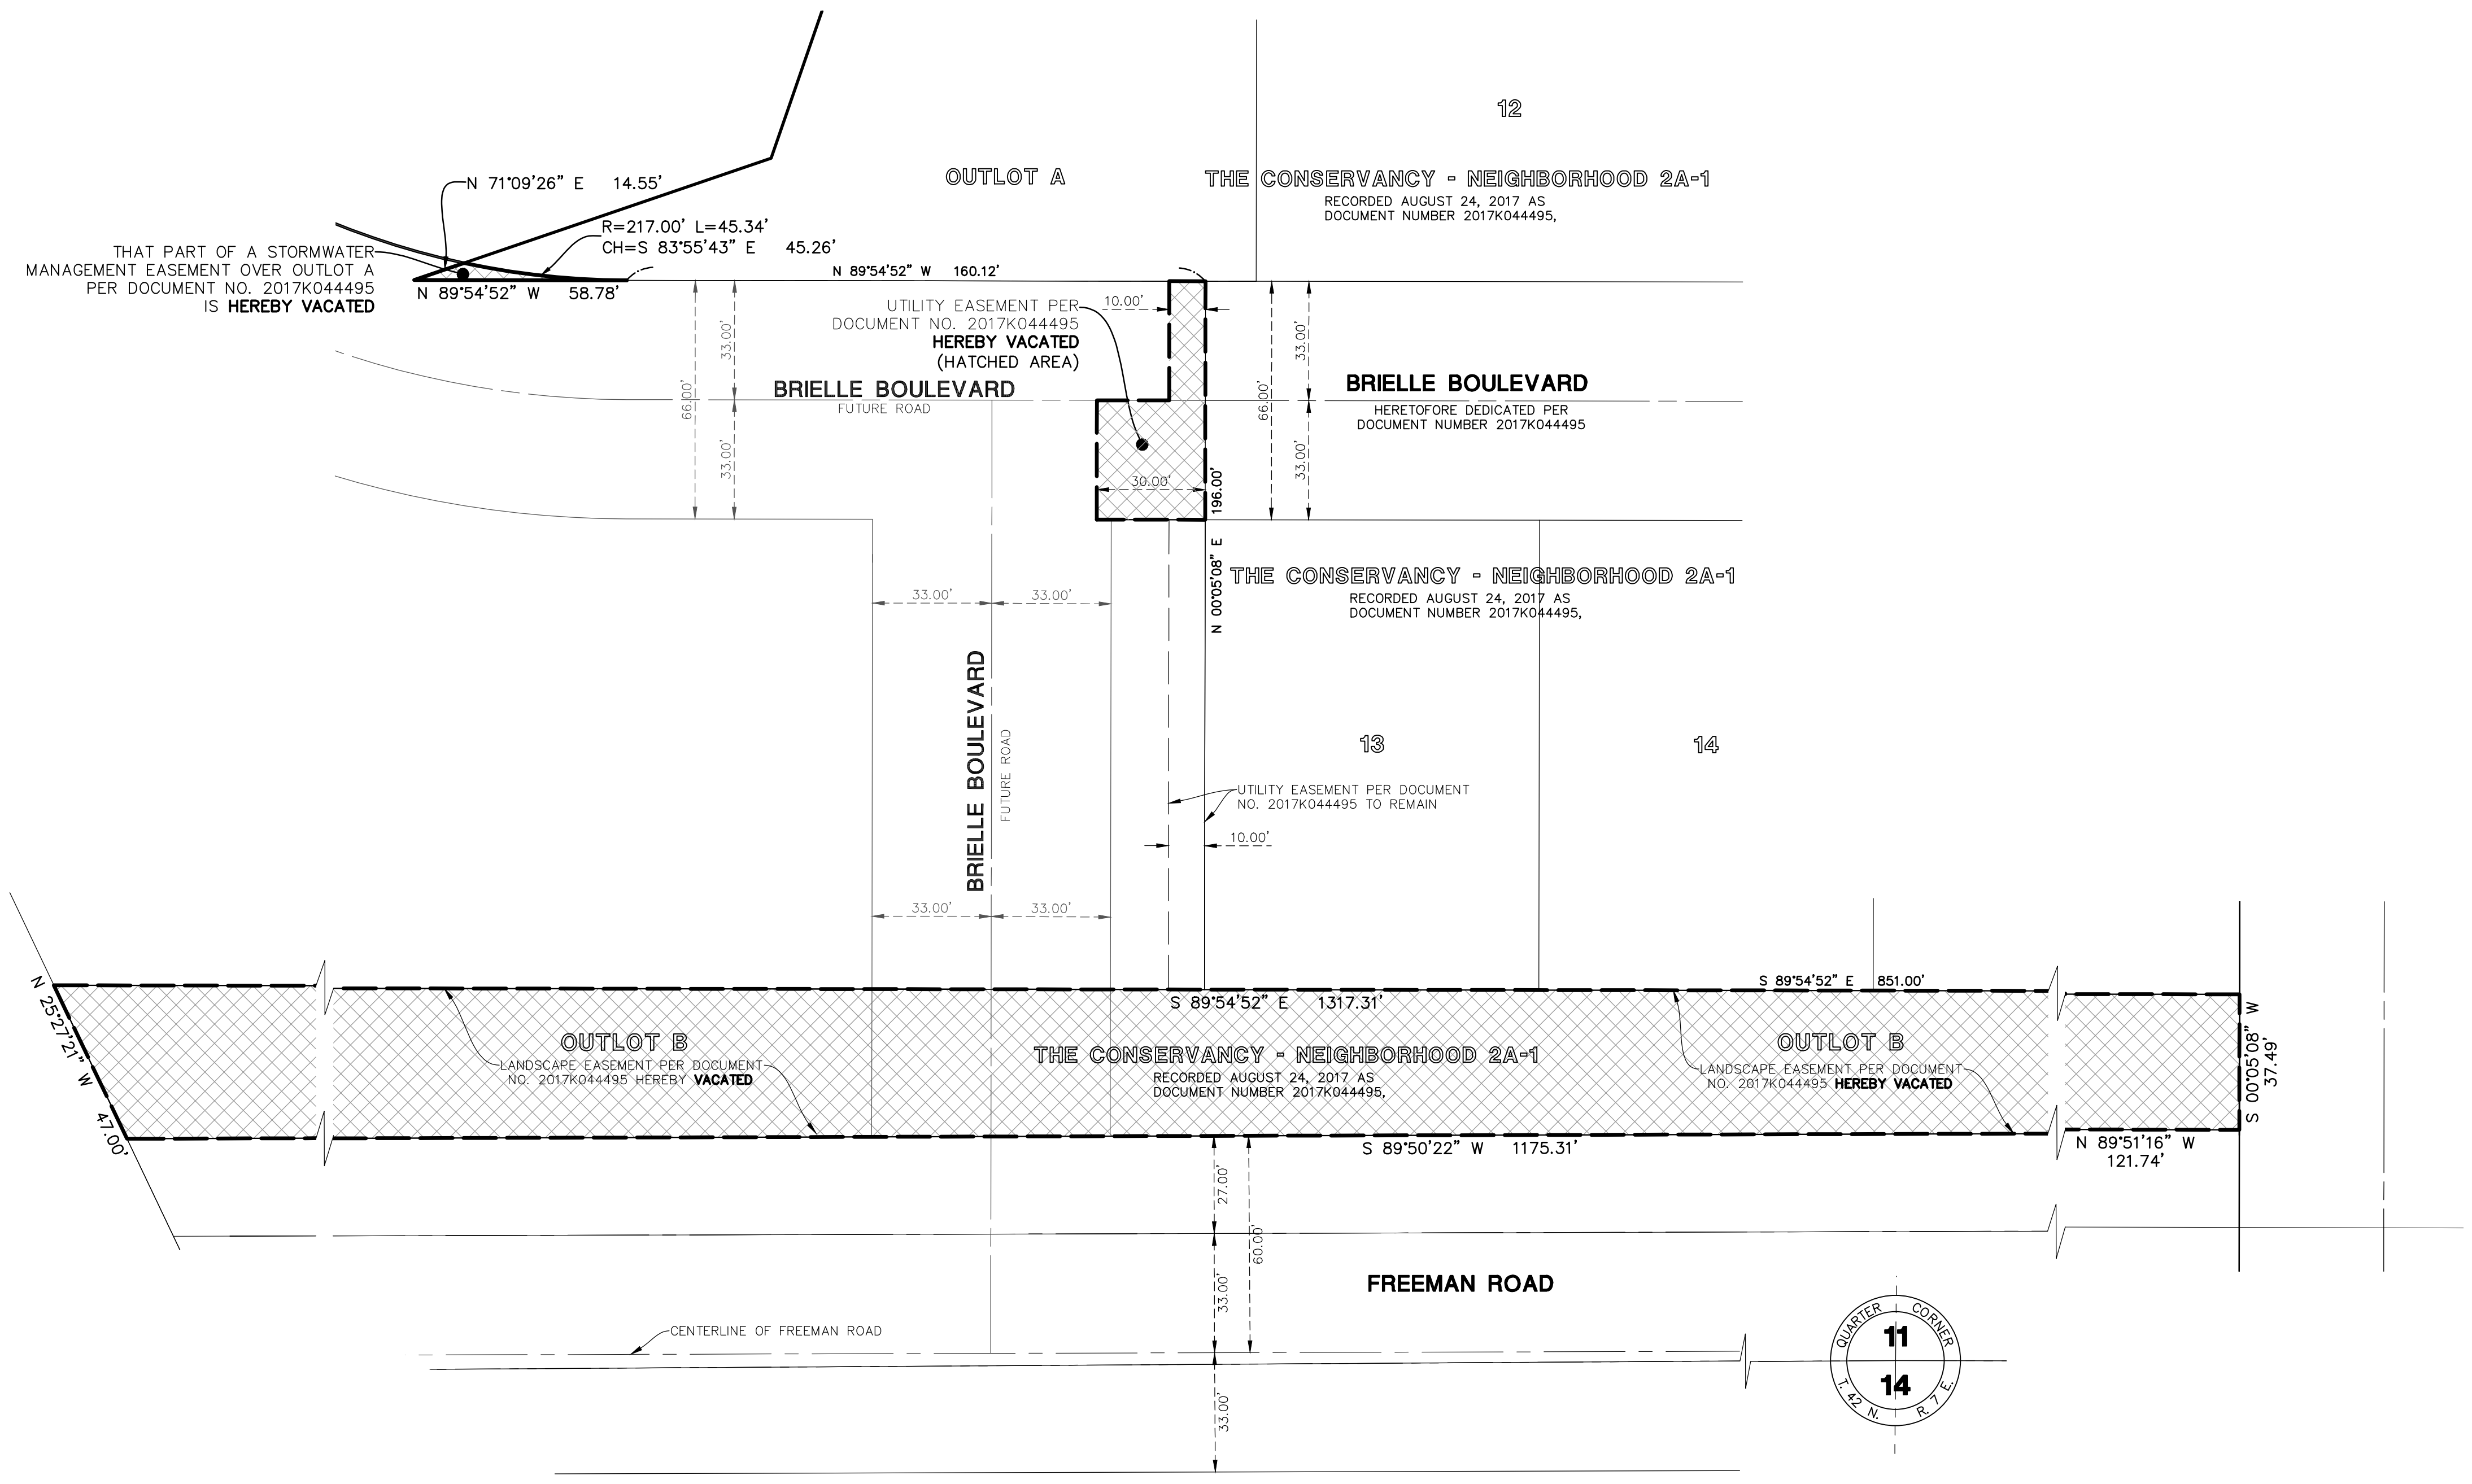 12
OUTLOT A
THE CONSERVANCY - NEIGHBORHOOD 2A-1
RECORDED AUGUST 24, 2017 AS
DOCUMENT NUMBER 2017K044495,
N 71°09'26" E 14.55'
R=217.00' L=45.34'
CH=S 83°55'43" E 45.26'
THAT PART OF A STORMWATER
MANAGEMENT EASEMENT OVER OUTLOT A
PER DOCUMENT NO. 2017K044495
IS HEREBY VACATED
N 89°54'52" W 58.78'
N 89°54'52" W 160.12'
UTILITY EASEMENT PER
DOCUMENT NO. 2017K044495
HEREBY VACATED
(HATCHED AREA)
10.00'
33.00'
66.00'
33.00'
BRIELLE BOULEVARD
FUTURE ROAD
30.00'
66.00'
33.00'
33.00'
BRIELLE BOULEVARD
HERETOFORE DEDICATED PER
DOCUMENT NUMBER 2017K044495
N 00°05'08" E 196.00'
THE CONSERVANCY - NEIGHBORHOOD 2A-1
RECORDED AUGUST 24, 2017 AS
DOCUMENT NUMBER 2017K044495,
33.00'
33.00'
BRIELLE BOULEVARD
FUTURE ROAD
13
14
UTILITY EASEMENT PER DOCUMENT
NO. 2017K044495 TO REMAIN
10.00'
33.00'
33.00'
N 25°27'21" W 47.00'
S 89°54'52" E 1317.31'
S 89°54'52" E 851.00'
OUTLOT B
LANDSCAPE EASEMENT PER DOCUMENT
NO. 2017K044495 HEREBY VACATED
THE CONSERVANCY - NEIGHBORHOOD 2A-1
RECORDED AUGUST 24, 2017 AS
DOCUMENT NUMBER 2017K044495,
OUTLOT B
LANDSCAPE EASEMENT PER DOCUMENT
NO. 2017K044495 HEREBY VACATED
S 00°05'08" W
37.49'
S 89°50'22" W 1175.31'
N 89°51'16" W
121.74'
27.00'
60.00'
33.00'
FREEMAN ROAD
CENTERLINE OF FREEMAN ROAD
33.00'
QUARTER CORNER
11
14
T. 42 N. R. 7 E.